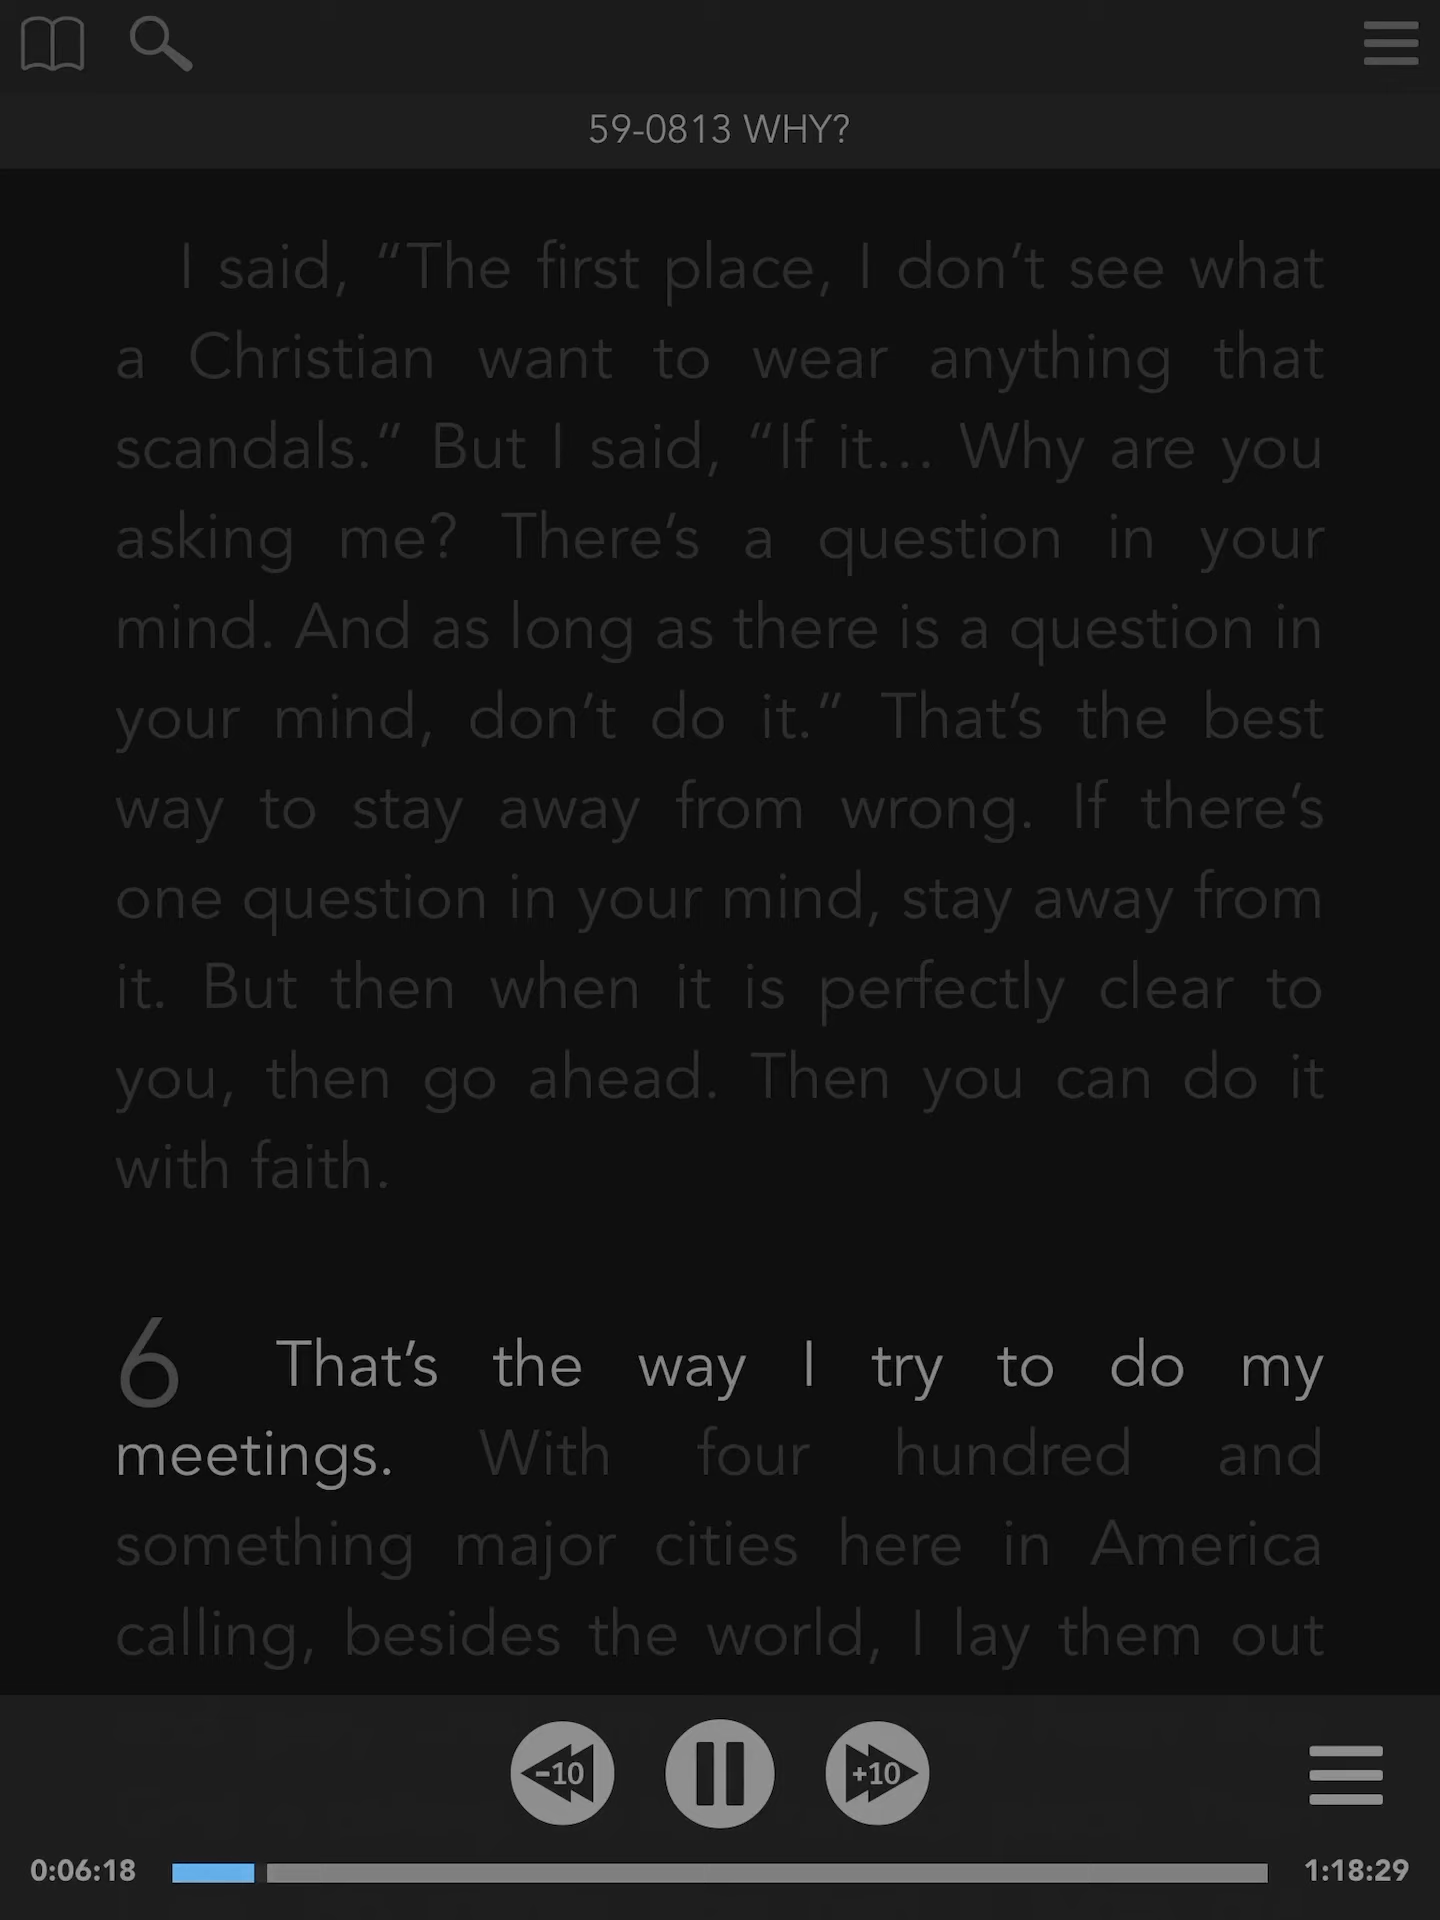 59-0813 WHY?
I said, “The first place, I don’t see what
a Christian want to wear anything that
scandals.” But I said, “If it… Why are you
asking me? There’s a question in your
mind. And as long as there is a question in
your mind, don’t do it.” That’s the best
way to stay away from wrong. If there’s
one question in your mind, stay away from
it. But then when it is perfectly clear to
you, then go ahead. Then you can do it
with faith.
6 That’s the way I try to do my
meetings. With four hundred and
something major cities here in America
calling, besides the world, I lay them out
-10 +10
0:06:18 1:18:29